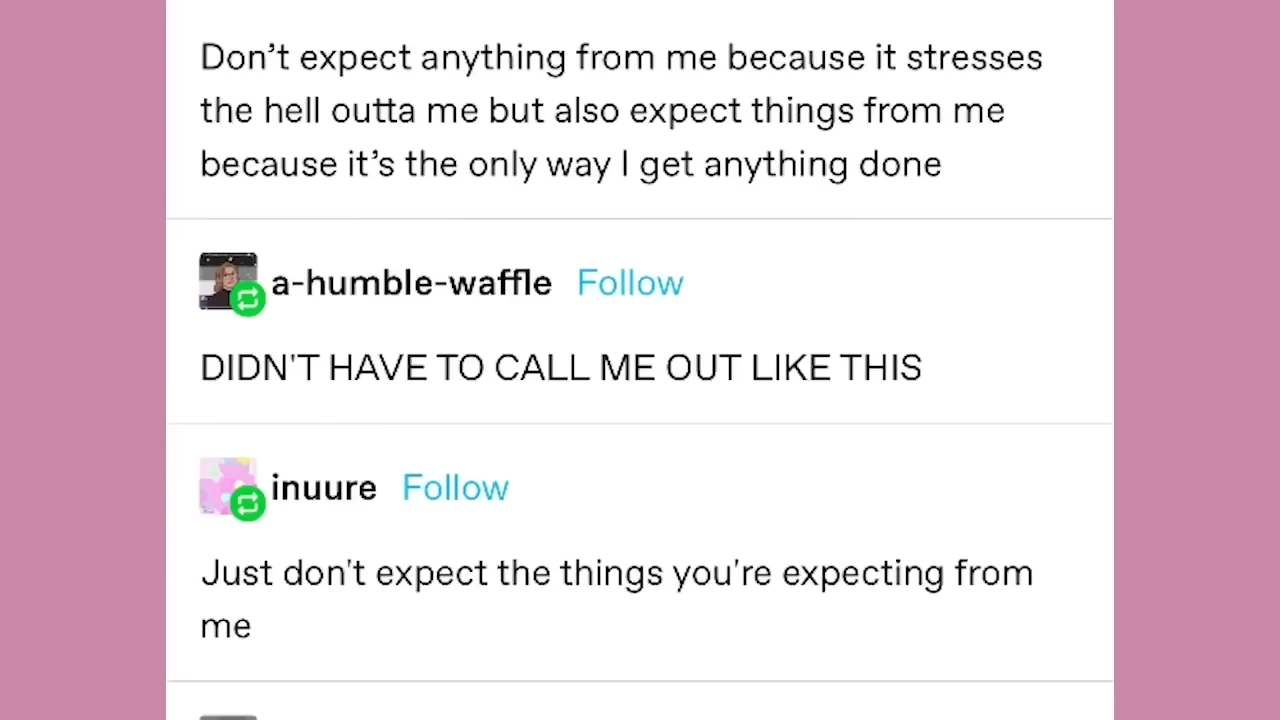 Don’t expect anything from me because it stresses
the hell outta me but also expect things from me
because it’s the only way I get anything done
a-humble-waffle Follow
DIDN'T HAVE TO CALL ME OUT LIKE THIS
inuure Follow
Just don't expect the things you're expecting from
me